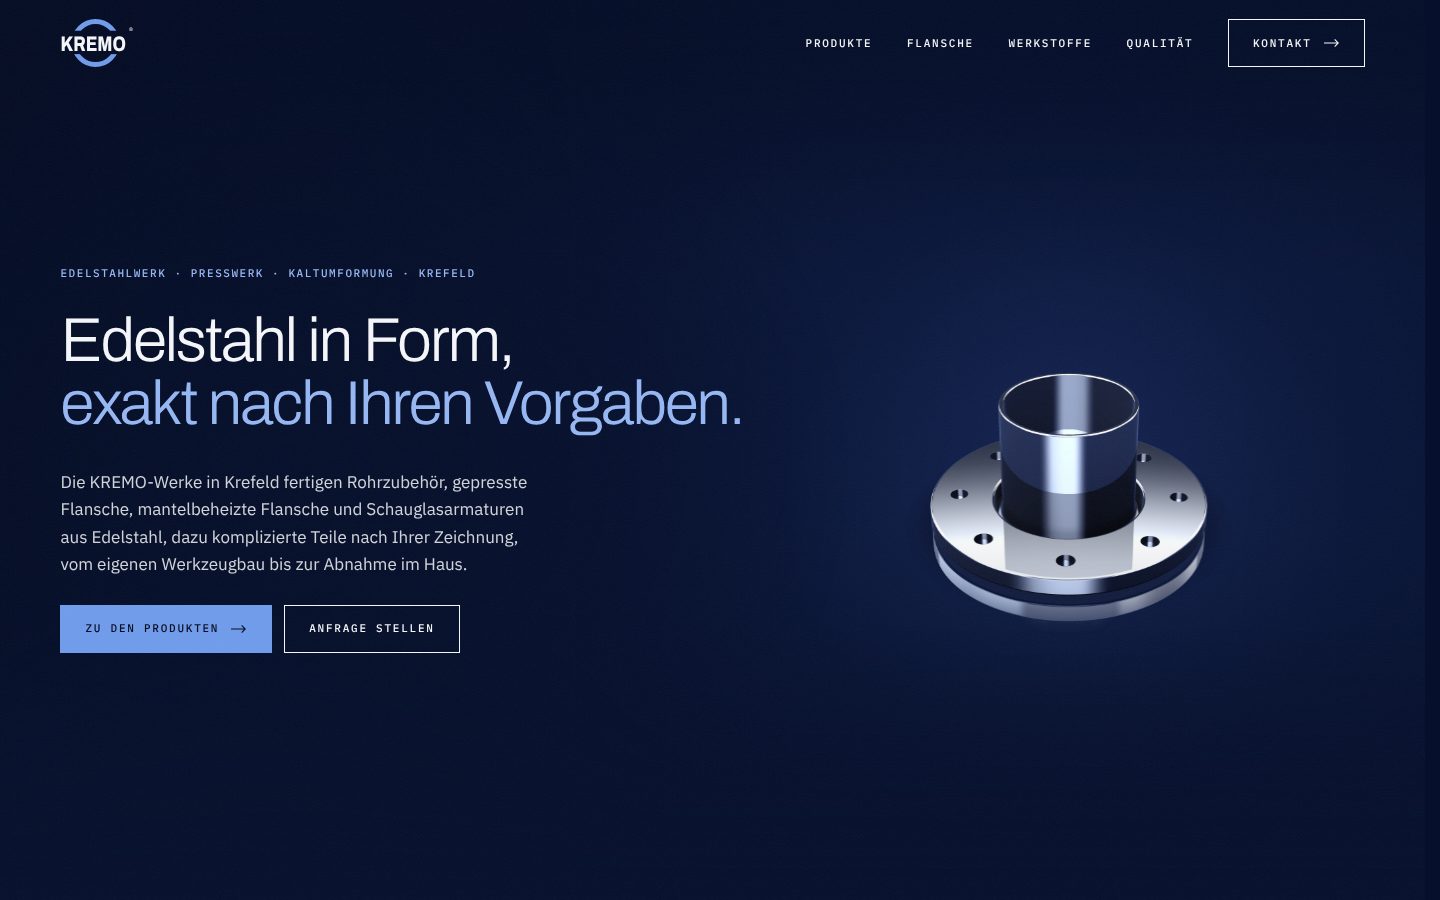 KREMO ®
PRODUKTE
FLANSCHE
WERKSTOFFE
QUALITÄT
KONTAKT →
EDELSTAHLWERK · PRESSWERK · KALTUMFORMUNG · KREFELD
Edelstahl in Form,
exakt nach Ihren Vorgaben.
Die KREMO-Werke in Krefeld fertigen Rohrzubehör, gepresste
Flansche, mantelbeheizte Flansche und Schauglasarmaturen
aus Edelstahl, dazu komplizierte Teile nach Ihrer Zeichnung,
vom eigenen Werkzeugbau bis zur Abnahme im Haus.
ZU DEN PRODUKTEN →
ANFRAGE STELLEN